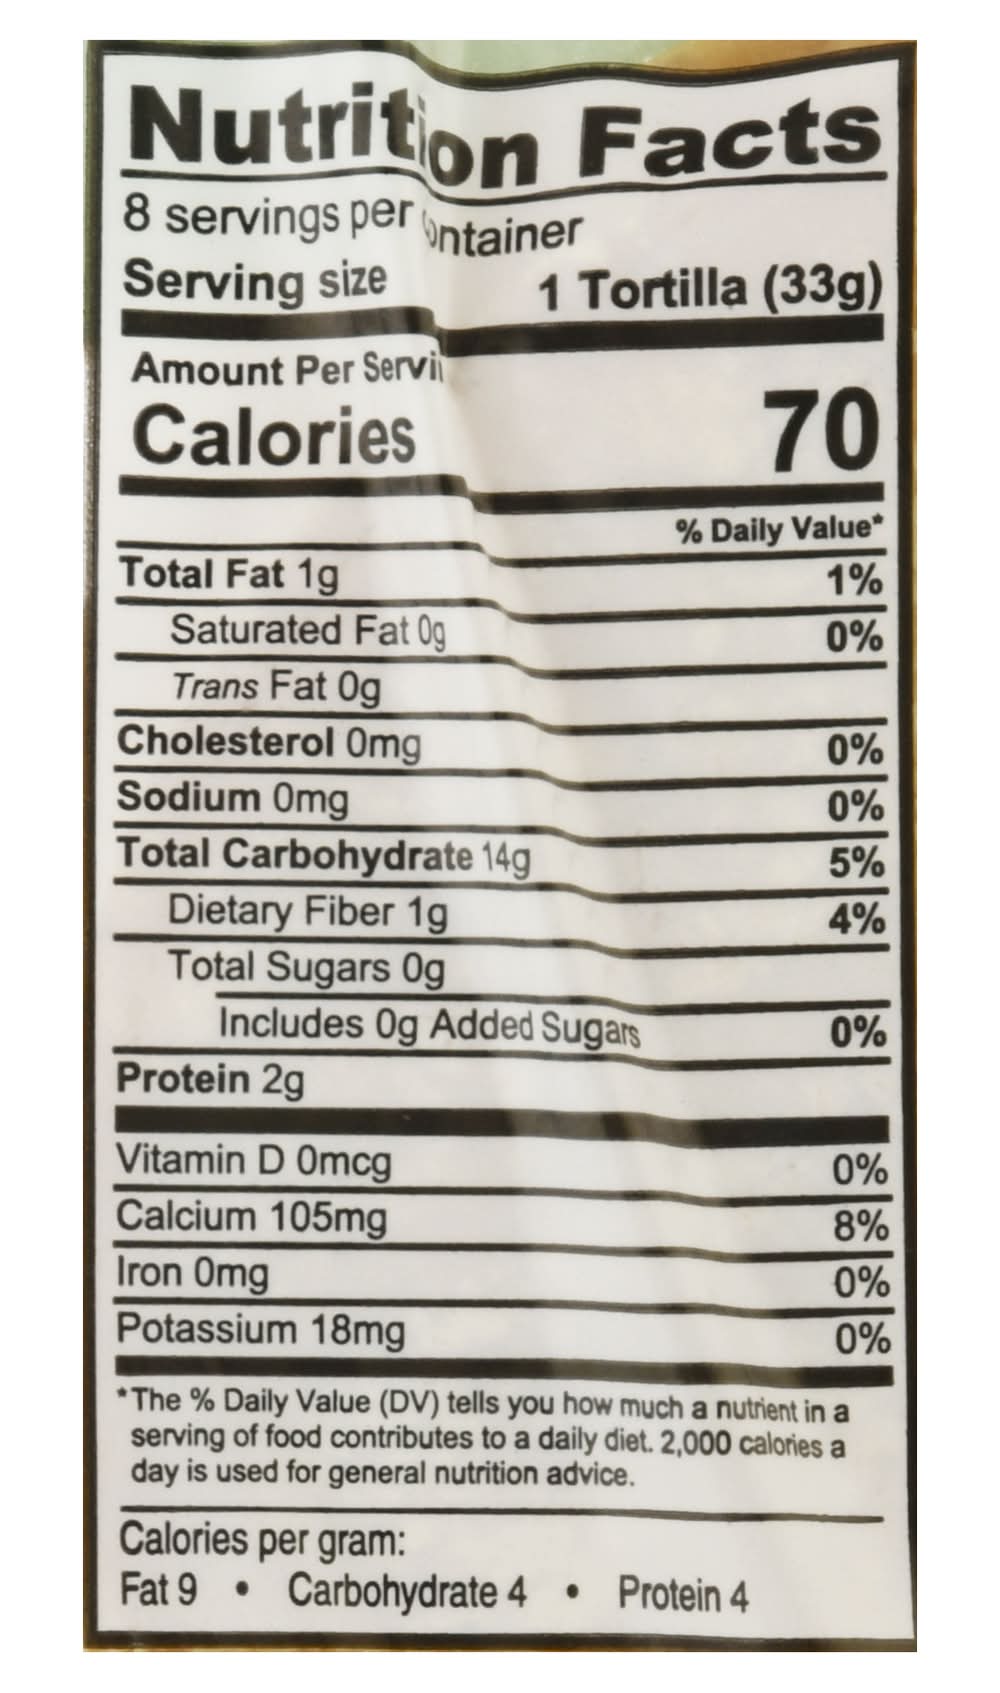 Nutrition Facts
8 servings per container
Serving size 1 Tortilla (33g)
Amount Per Servi
Calories 70
% Daily Value*
Total Fat 1g 1%
Saturated Fat 0g 0%
Trans Fat 0g
Cholesterol 0mg 0%
Sodium 0mg 0%
Total Carbohydrate 14g 5%
Dietary Fiber 1g 4%
Total Sugars 0g
Includes 0g Added Sugars 0%
Protein 2g
Vitamin D 0mcg 0%
Calcium 105mg 8%
Iron 0mg 0%
Potassium 18mg 0%
*The % Daily Value (DV) tells you how much a nutrient in a
serving of food contributes to a daily diet. 2,000 calories a
day is used for general nutrition advice.
Calories per gram:
Fat 9 • Carbohydrate 4 • Protein 4